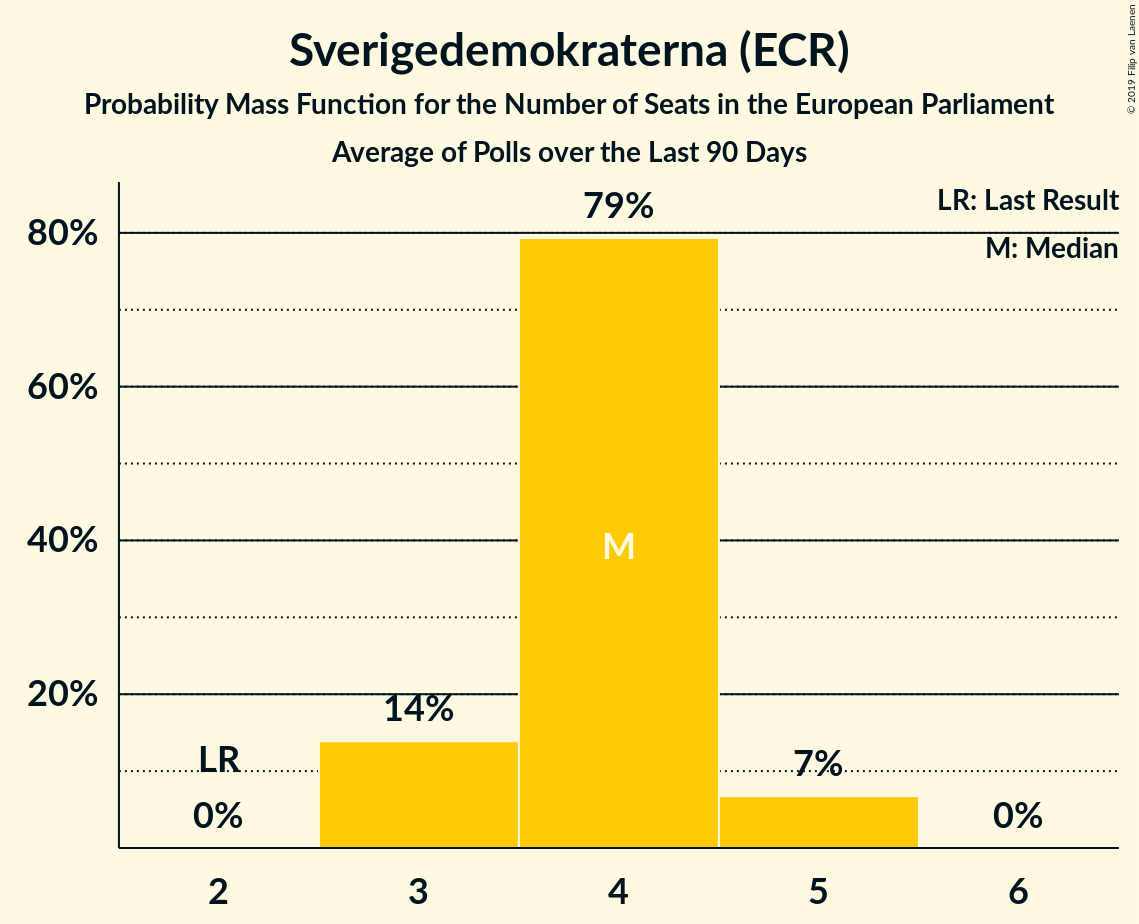 Sverigedemokraterna (ECR)
Probability Mass Function for the Number of Seats in the European Parliament
Average of Polls over the Last 90 Days
© 2019 Filip van Laenen
LR: Last Result
M: Median
80%
60%
40%
20%
79%
M
14%
LR
7%
0%
0%
2
3
4
5
6